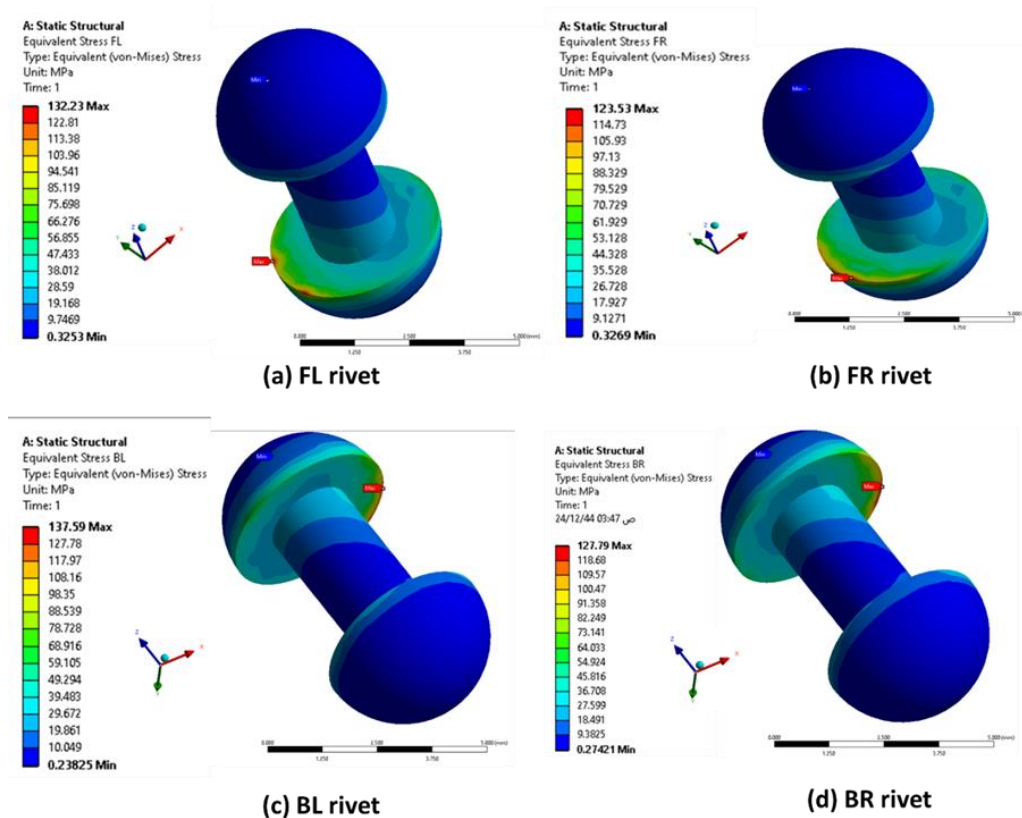 A: Static Structural
Equivalent Stress FL
Type: Equivalent (von-Mises) Stress
Unit: MPa
Time: 1
132.23 Max
122.81
113.38
103.96
94.541
85.119
75.698
66.276
56.855
47.433
38.012
28.59
19.168
9.7469
0.3253 Min
Min
Max
Z
Y
X
0.000
2.500
5.000 (mm)
1.250
3.750
(a) FL rivet
A: Static Structural
Equivalent Stress FR
Type: Equivalent (von-Mises) Stress
Unit: MPa
Time: 1
123.53 Max
114.73
105.93
97.13
88.329
79.529
70.729
61.929
53.128
44.328
35.528
26.728
17.927
9.1271
0.3269 Min
Min
Max
Z
Y
X
0.000
2.500
5.000 (mm)
1.250
3.750
(b) FR rivet
A: Static Structural
Equivalent Stress BL
Type: Equivalent (von-Mises) Stress
Unit: MPa
Time: 1
137.59 Max
127.78
117.97
108.16
98.35
88.539
78.728
68.916
59.105
49.294
39.483
29.672
19.861
10.049
0.23825 Min
Min
Max
Z
X
Y
0.000
2.500
5.000 (mm)
1.250
3.750
(c) BL rivet
A: Static Structural
Equivalent Stress BR
Type: Equivalent (von-Mises) Stress
Unit: MPa
Time: 1
24/12/44 03:47 ص
127.79 Max
118.68
109.57
100.47
91.358
82.25
73.141
64.033
54.924
45.816
36.708
27.599
18.491
9.3825
0.27421 Min
Min
Max
Z
X
Y
0.000
2.500
5.000 (mm)
1.250
3.750
(d) BR rivet